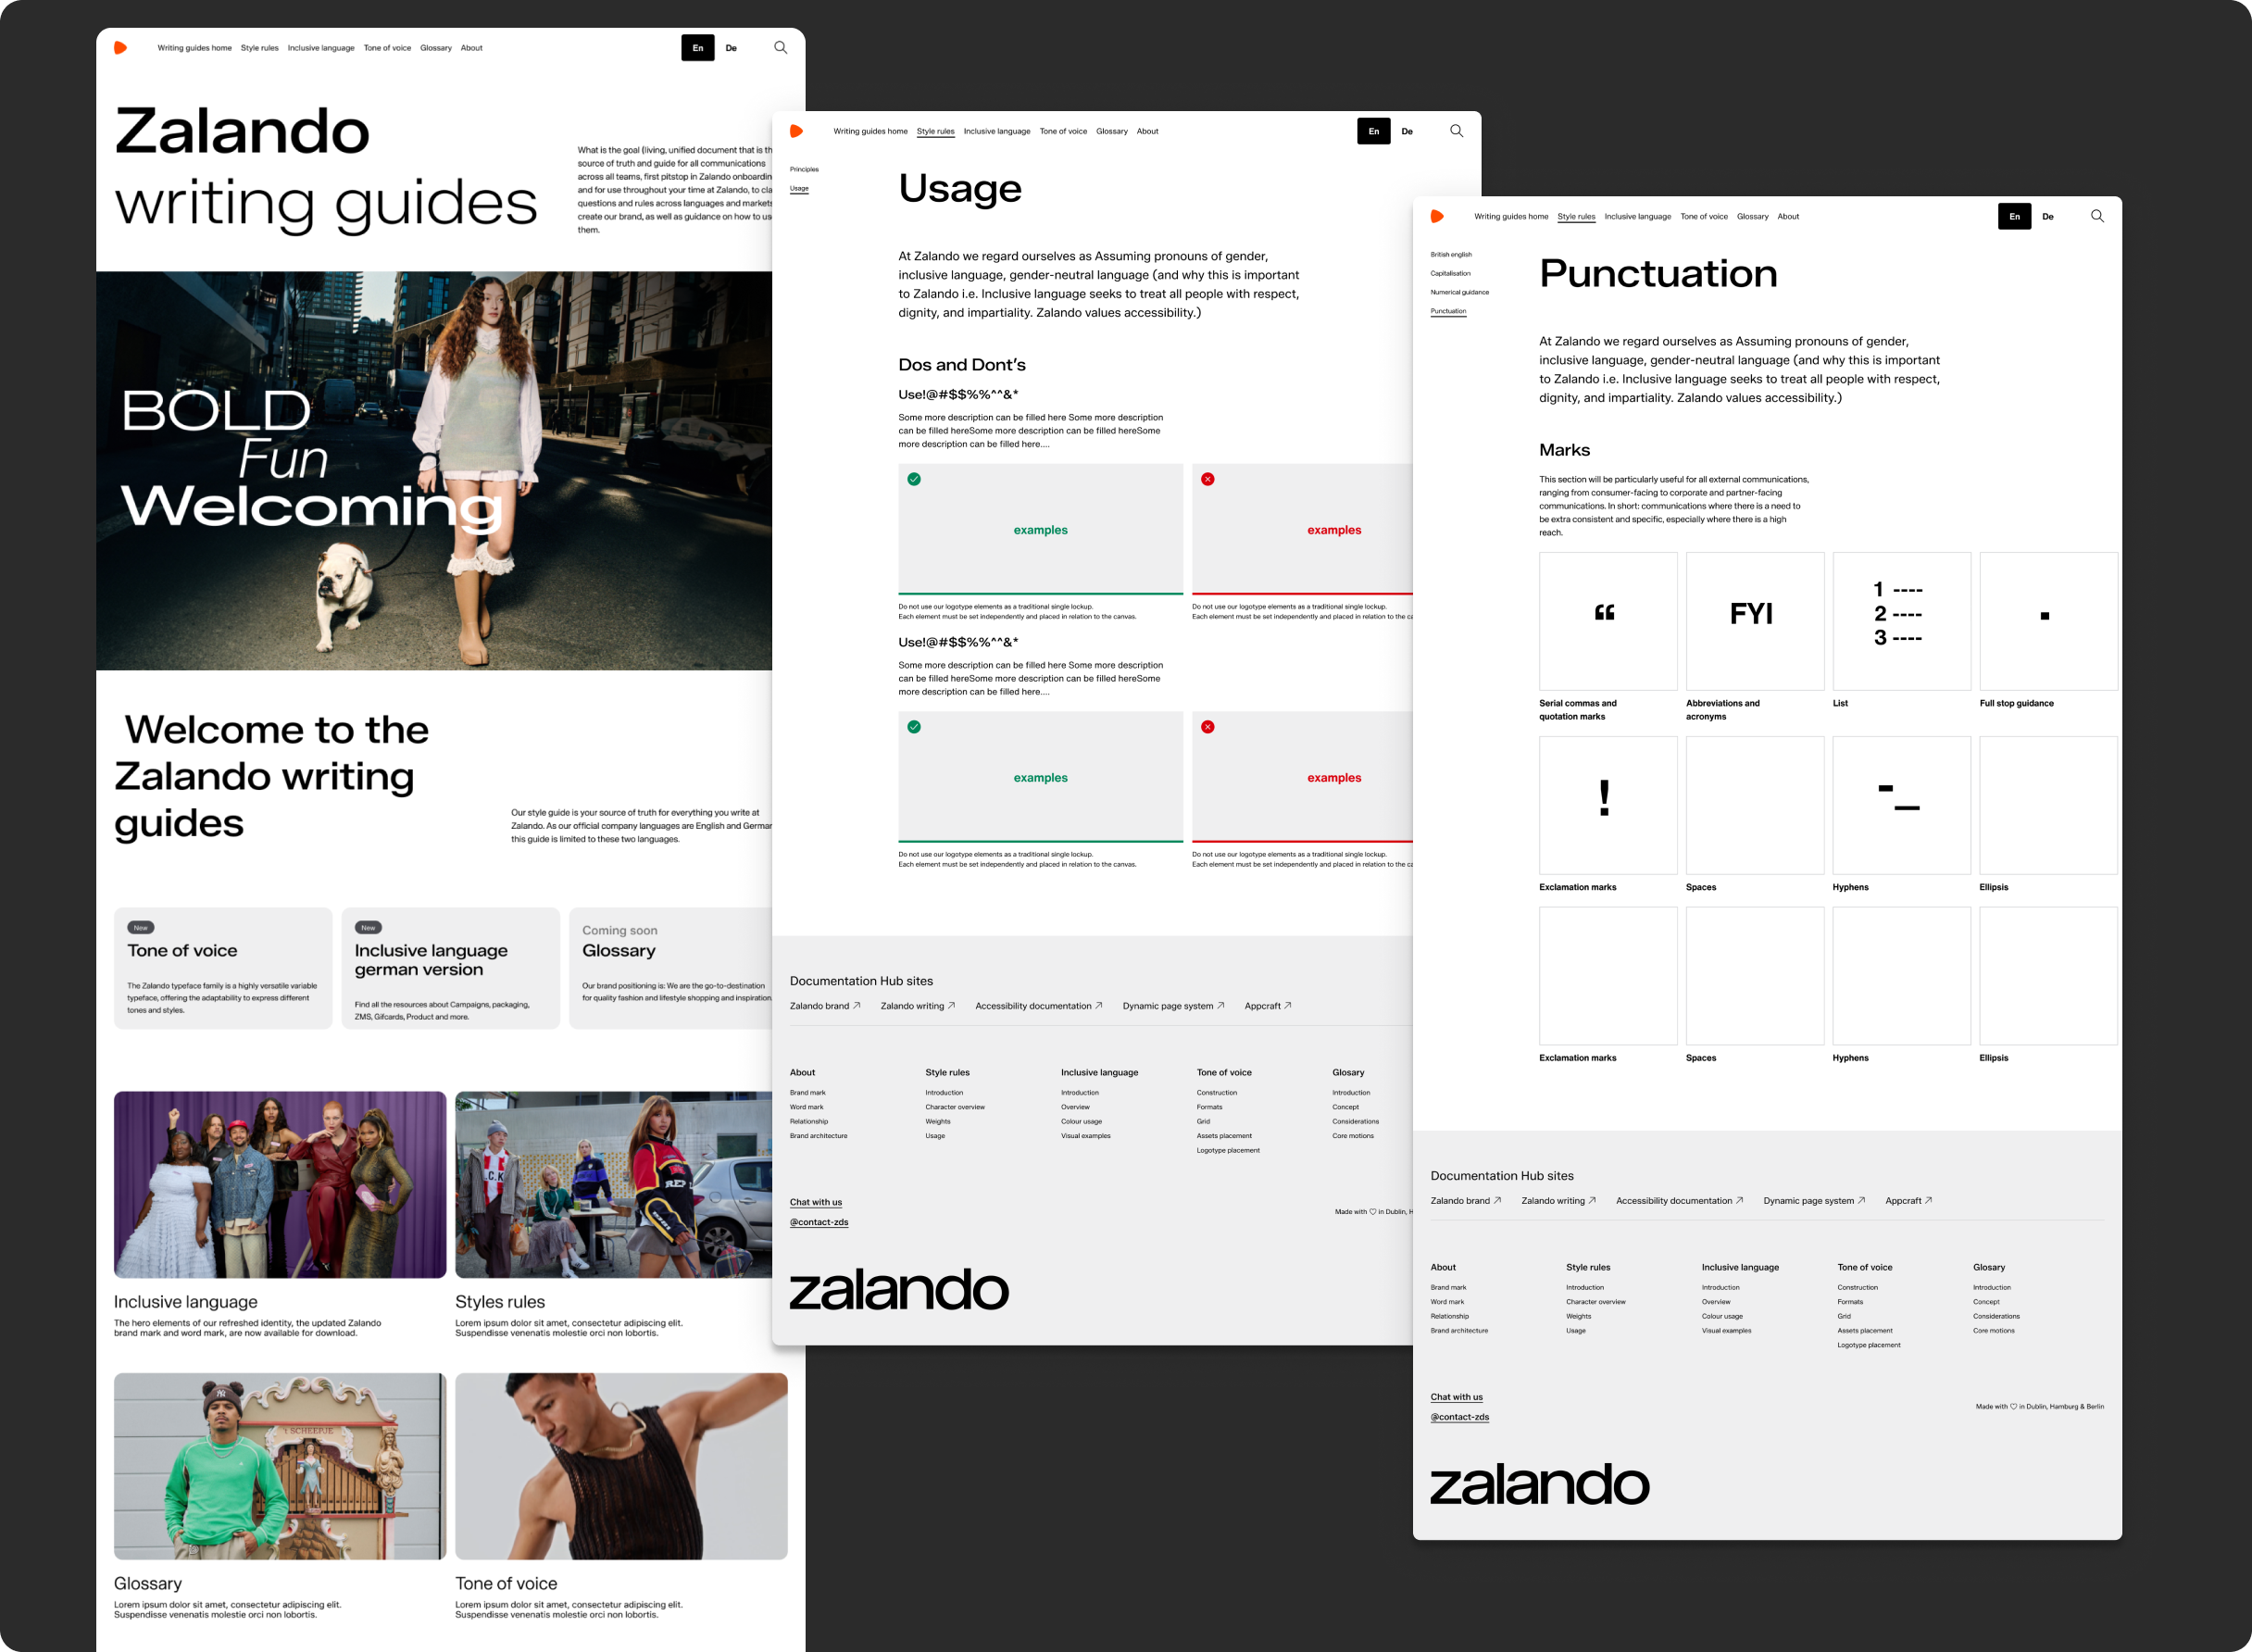 Writing guides home Style rules Inclusive language Tone of voice Glossary About
En De
Zalando
writing guides
What is the goal (living, unified document that is th
source of truth and guide for all communications
across all teams, first pitstop in Zalando onboardin
and for use throughout your time at Zalando, to cla
questions and rules across languages and markets
create our brand, as well as guidance on how to us
them.
BOLD
Fun
Welcoming
Welcome to the
Zalando writing
guides
Our style guide is your source of truth for everything you write at
Zalando. As our official company languages are English and German
this guide is limited to these two languages.
New
Tone of voice
The Zalando typeface family is a highly versatile variable
typeface, offering the adaptability to express different
tones and styles.
New
Inclusive language
german version
Find all the resources about Campaigns, packaging,
ZMS, Gifcards, Product and more.
Coming soon
Glossary
Our brand positioning is: We are the go-to-destination
for quality fashion and lifestyle shopping and inspiration.
Inclusive language
The hero elements of our refreshed identity, the updated Zalando
brand mark and word mark, are now available for download.
Styles rules
Lorem ipsum dolor sit amet, consectetur adipiscing elit.
Suspendisse venenatis molestie orci non lobortis.
'T SCHEEPJE
Glossary
Lorem ipsum dolor sit amet, consectetur adipiscing elit.
Suspendisse venenatis molestie orci non lobortis.
Tone of voice
Lorem ipsum dolor sit amet, consectetur adipiscing elit.
Suspendisse venenatis molestie orci non lobortis.
Writing guides home Style rules Inclusive language Tone of voice Glossary About
En De
Principles
Usage
Usage
At Zalando we regard ourselves as Assuming pronouns of gender,
inclusive language, gender-neutral language (and why this is important
to Zalando i.e. Inclusive language seeks to treat all people with respect,
dignity, and impartiality. Zalando values accessibility.)
Dos and Dont's
Use!@#$$%%^^&*
Some more description can be filled here Some more description
can be filled hereSome more description can be filled hereSome
more description can be filled here....
examples
examples
Do not use our logotype elements as a traditional single lockup.
Each element must be set independently and placed in relation to the canvas.
Do not use our logotype elements as a traditional single lockup.
Each element must be set independently and placed in relation to the ca
Use!@#$$%%^^&*
Some more description can be filled here Some more description
can be filled hereSome more description can be filled hereSome
more description can be filled here....
examples
examples
Do not use our logotype elements as a traditional single lockup.
Each element must be set independently and placed in relation to the canvas.
Do not use our logotype elements as a traditional single lockup.
Each element must be set independently and placed in relation to the ca
Documentation Hub sites
Zalando brand Zalando writing Accessibility documentation Dynamic page system Appcraft
About
Brand mark
Word mark
Relationship
Brand architecture
Style rules
Introduction
Character overview
Weights
Usage
Inclusive language
Introduction
Overview
Colour usage
Visual examples
Tone of voice
Construction
Formats
Grid
Assets placement
Logotype placement
Glosary
Introduction
Concept
Considerations
Core motions
Chat with us
@contact-zds
Made with ♡ in Dublin, H
zalando
Writing guides home Style rules Inclusive language Tone of voice Glossary About
En De
British english
Capitalisation
Numerical guidance
Punctuation
Punctuation
At Zalando we regard ourselves as Assuming pronouns of gender,
inclusive language, gender-neutral language (and why this is important
to Zalando i.e. Inclusive language seeks to treat all people with respect,
dignity, and impartiality. Zalando values accessibility.)
Marks
This section will be particularly useful for all external communications,
ranging from consumer-facing to corporate and partner-facing
communications. In short: communications where there is a need to
be extra consistent and specific, especially where there is a high
reach.
“
FYI
1 ----
2 ----
3 ----
.
Serial commas and
quotation marks
Abbreviations and
acronyms
List
Full stop guidance
!
-_
Exclamation marks
Spaces
Hyphens
Ellipsis
Exclamation marks
Spaces
Hyphens
Ellipsis
Documentation Hub sites
Zalando brand Zalando writing Accessibility documentation Dynamic page system Appcraft
About
Brand mark
Word mark
Relationship
Brand architecture
Style rules
Introduction
Character overview
Weights
Usage
Inclusive language
Introduction
Overview
Colour usage
Visual examples
Tone of voice
Construction
Formats
Grid
Assets placement
Logotype placement
Glosary
Introduction
Concept
Considerations
Core motions
Chat with us
@contact-zds
Made with ♡ in Dublin, Hamburg & Berlin
zalando